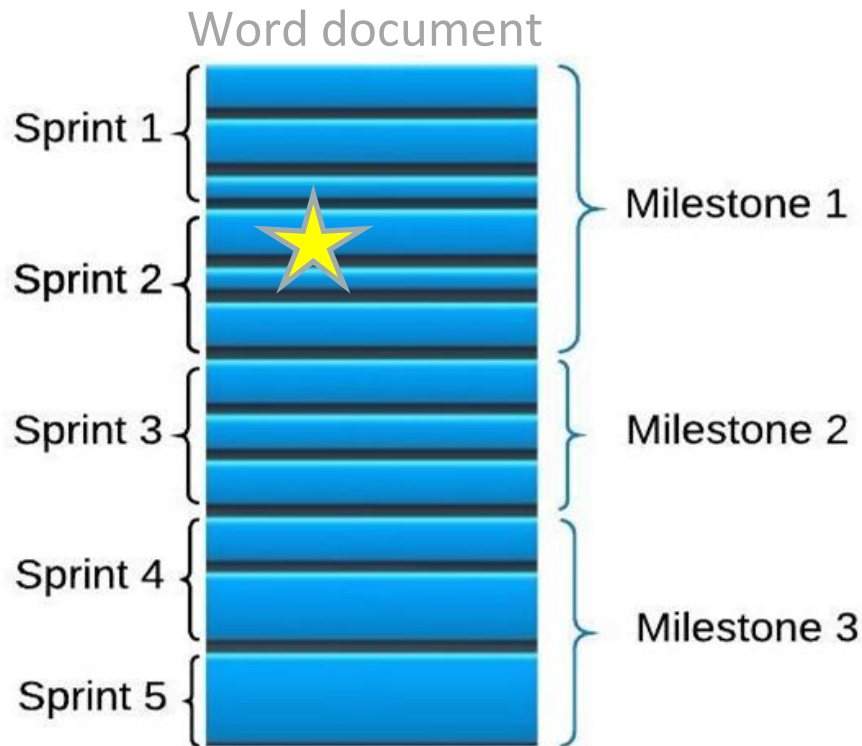 Word document
Sprint 1
Milestone 1
Sprint 2
Sprint 3
Milestone 2
Sprint 4
Milestone 3
Sprint 5